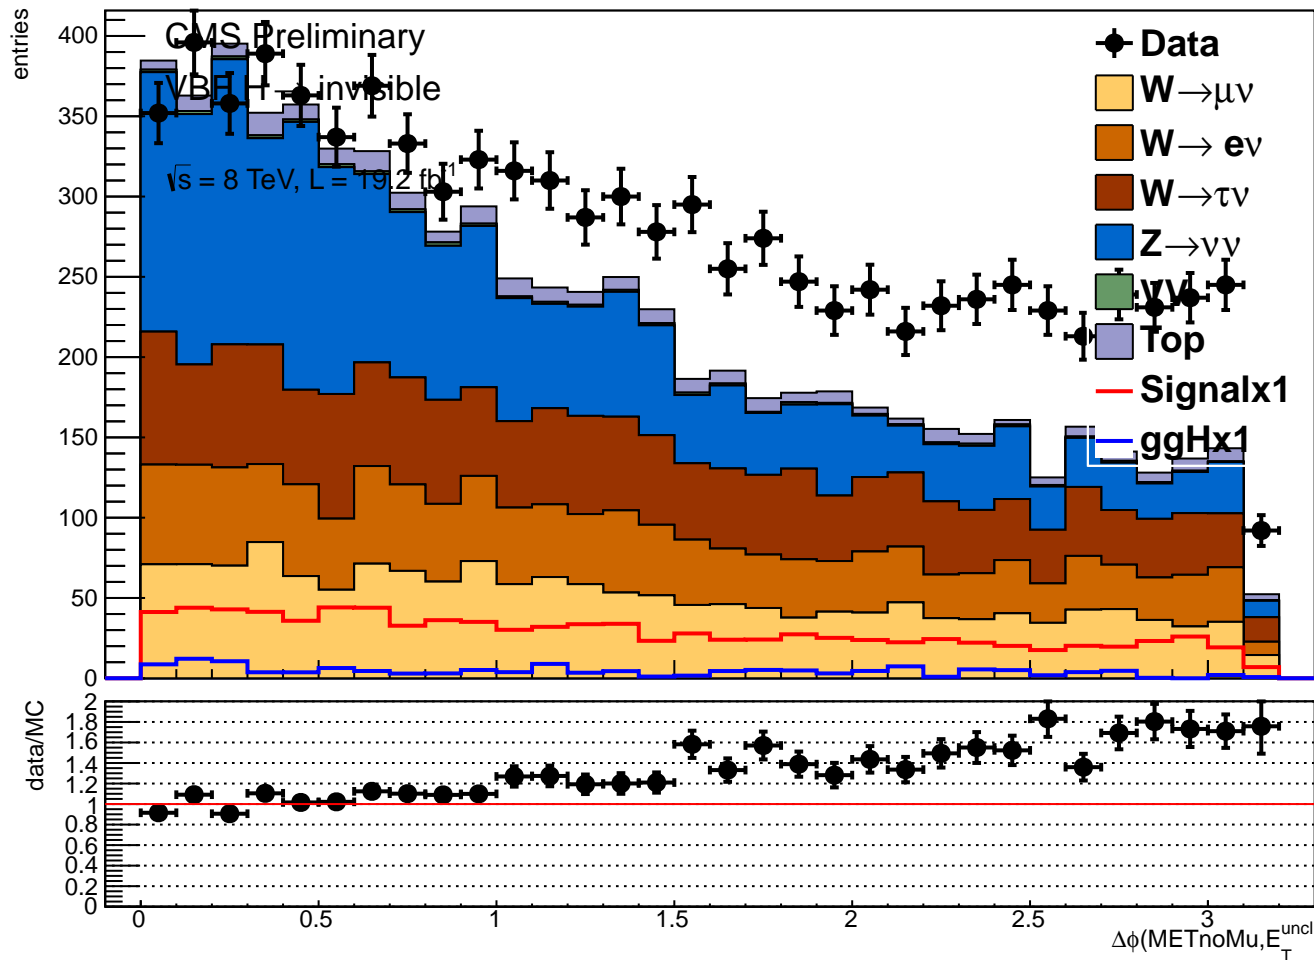 entries
400
350
300
250
200
150
100
50
0
CMS Preliminary
VBF H→ invisible
√s = 8 TeV, L = 19.2 fb⁻¹
Data
W→μν
W→ eν
W→τν
Z→νν
VV
Top
Signalx1
ggHx1
data/MC
2
1.8
1.6
1.4
1.2
1
0.8
0.6
0.4
0.2
0
0 0.5 1 1.5 2 2.5 3
Δϕ(METnoMu,E_T^uncl